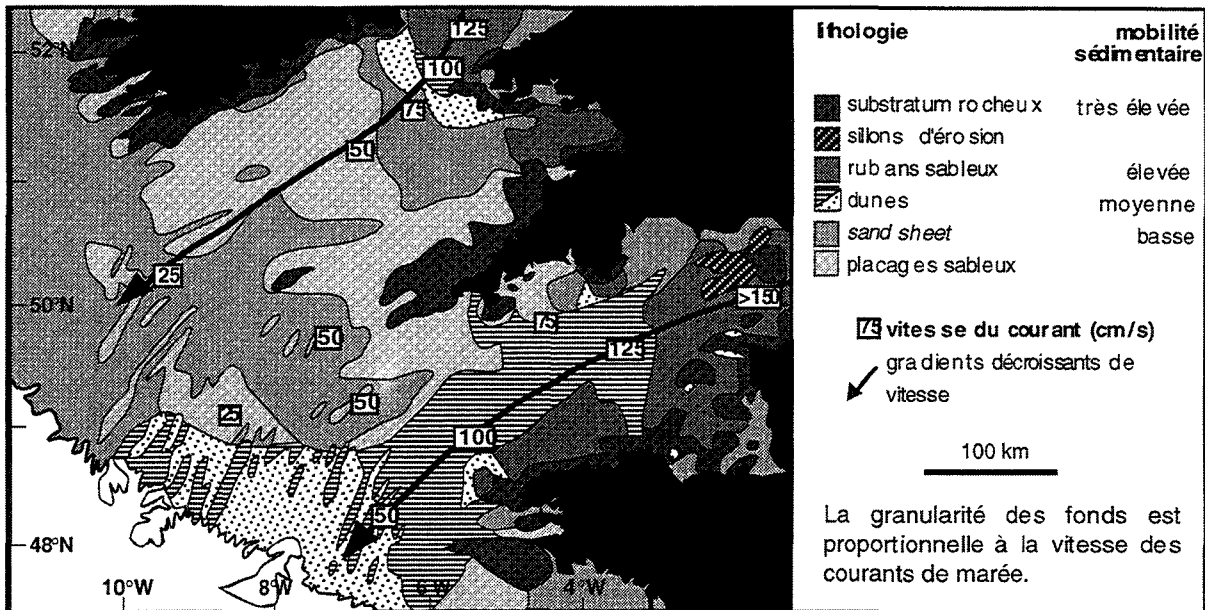 125
52°N
100
75
50
25
50°N
50
75
>150
125
25
50
100
50
48°N
10°W
8°W
6°W
4°W
lithologie
mobilité
sédimentaire
substratum rocheux très élevée
sillons d'érosion
rubans sableux élevée
dunes moyenne
sand sheet basse
placages sableux
75 vitesse du courant (cm/s)
gradients décroissants de
vitesse
100 km
La granularité des fonds est
proportionnelle à la vitesse des
courants de marée.